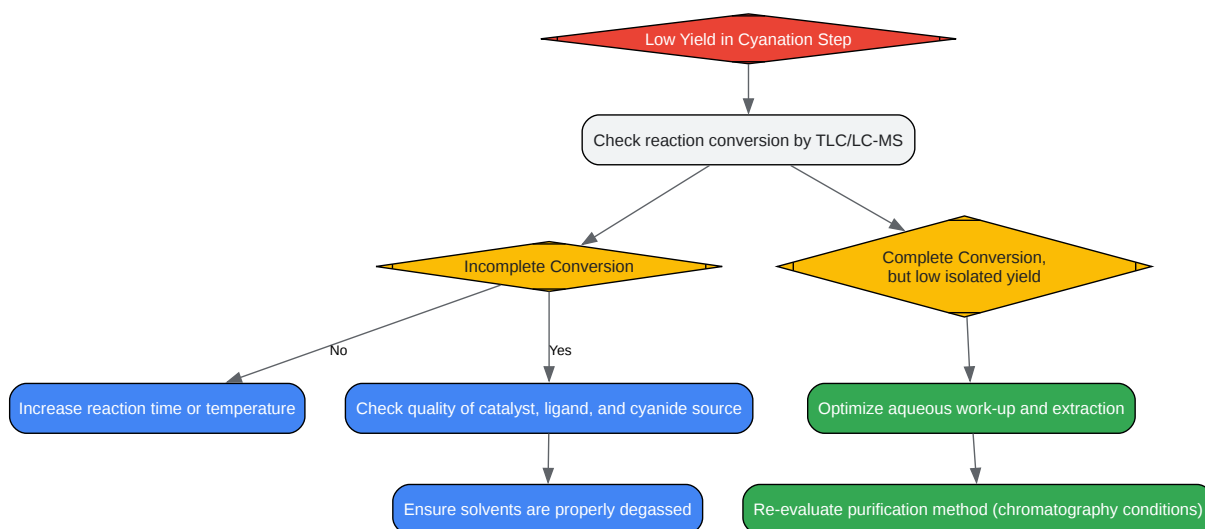 Low Yield in Cyanation Step
Check reaction conversion by TLC/LC-MS
Incomplete Conversion
Complete Conversion,
but low isolated yield
No
Yes
Increase reaction time or temperature
Check quality of catalyst, ligand, and cyanide source
Optimize aqueous work-up and extraction
Ensure solvents are properly degassed
Re-evaluate purification method (chromatography conditions)